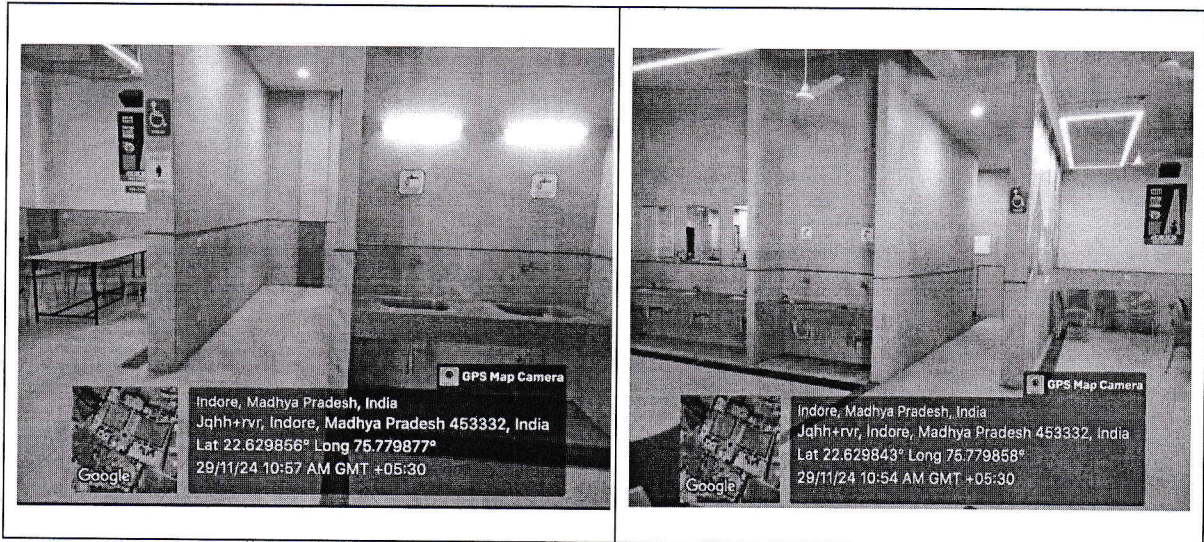 GPS Map Camera
Indore, Madhya Pradesh, India
Jqhh+rvr, Indore, Madhya Pradesh 453332, India
Lat 22.629856° Long 75.779877°
29/11/24 10:57 AM GMT +05:30
Google
GPS Map Camera
Indore, Madhya Pradesh, India
Jqhh+rvr, Indore, Madhya Pradesh 453332, India
Lat 22.629843° Long 75.779858°
29/11/24 10:54 AM GMT +05:30
Google